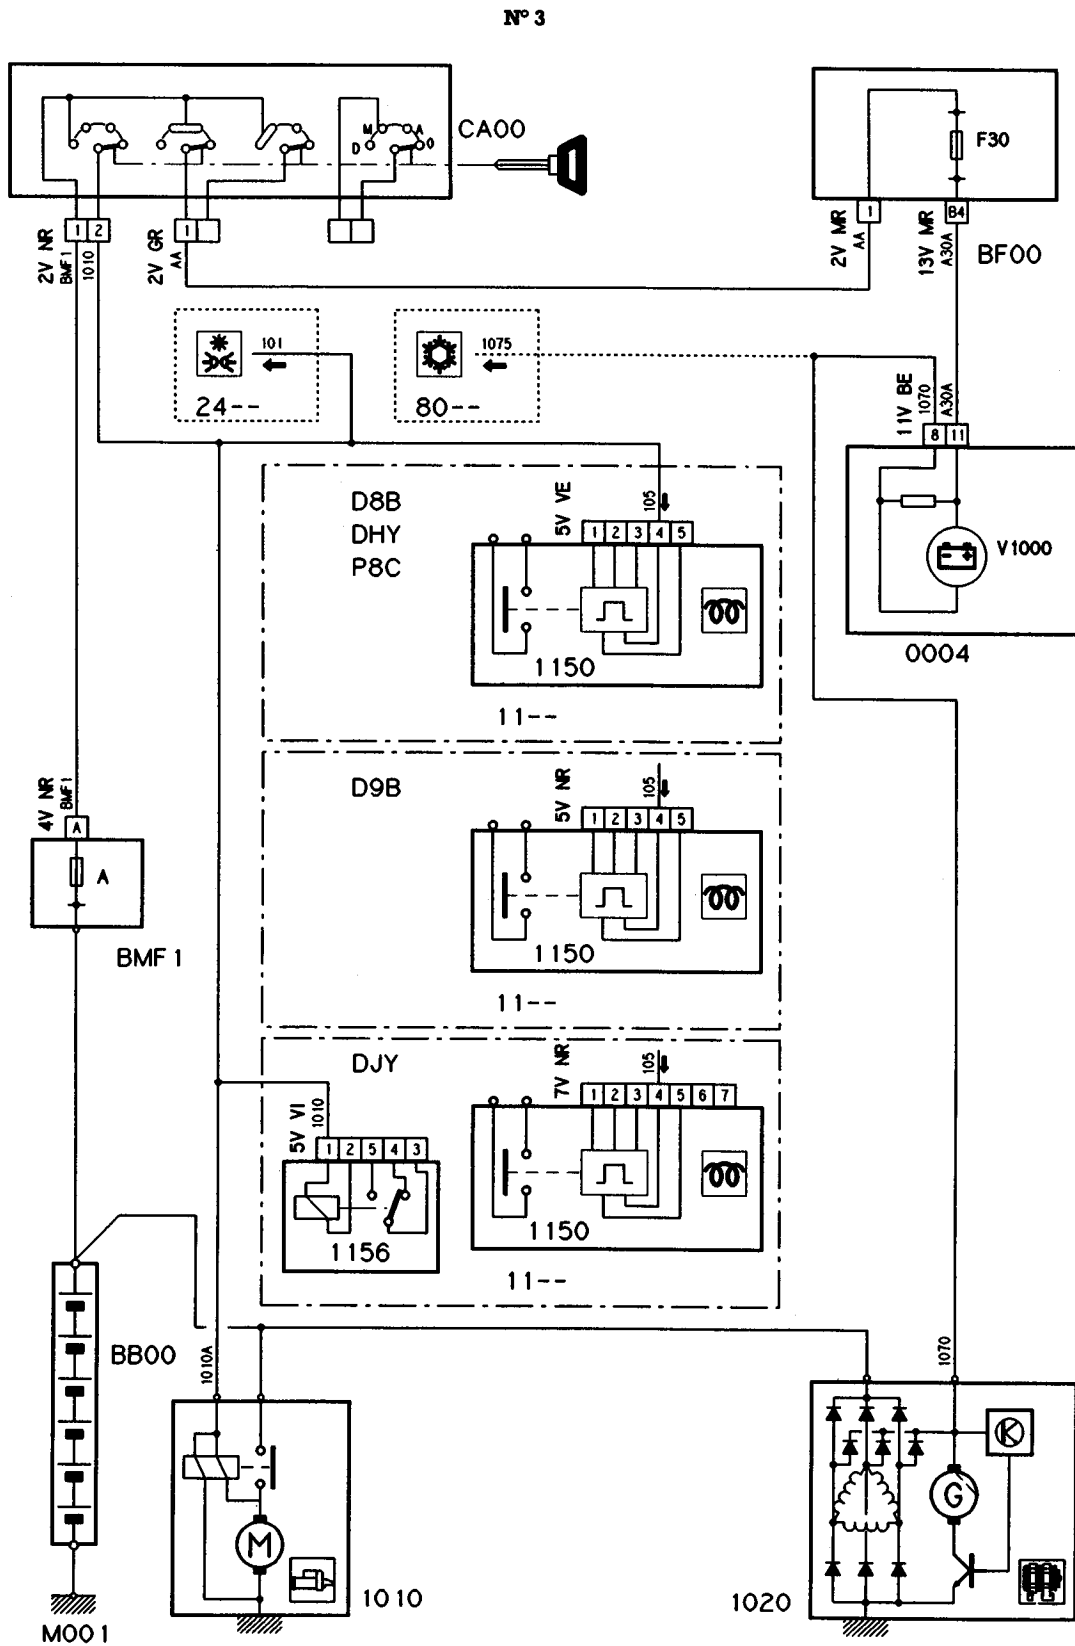 N° 3
CA00
M A
D O
F30
1 2
1
1
B4
2V NR
BMF1
1010
2V GR
AA
2V MR
AA
13V MR
A30A
BF00
101
24--
1075
80--
11V BE
1070
A30A
8 11
V1000
0004
D8B
DHY
P8C
5V VE
105
1 2 3 4 5
1150
11--
D9B
5V NR
105
1 2 3 4 5
1150
11--
4V NR
BMF1
A
A
BMF1
DJY
7V NR
105
1 2 3 4 5 6 7
5V VI
1010
1 2 5 4 3
1156
1150
11--
BB00
1010A
1070
K
G
M
1010
1020
M001